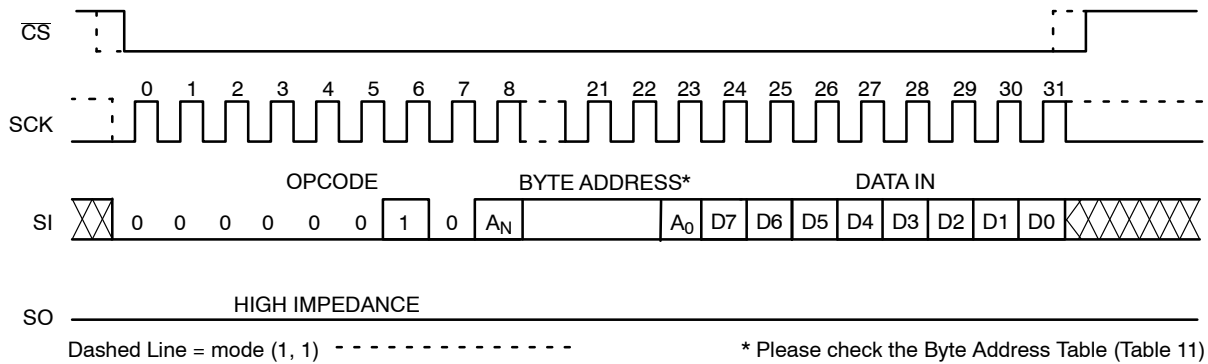 CS
0 1 2 3 4 5 6 7 8 21 22 23 24 25 26 27 28 29 30 31
SCK
OPCODE BYTE ADDRESS* DATA IN
SI 0 0 0 0 0 0 1 0 AN A0 D7 D6 D5 D4 D3 D2 D1 D0
HIGH IMPEDANCE
SO
Dashed Line = mode (1, 1) * Please check the Byte Address Table (Table 11)